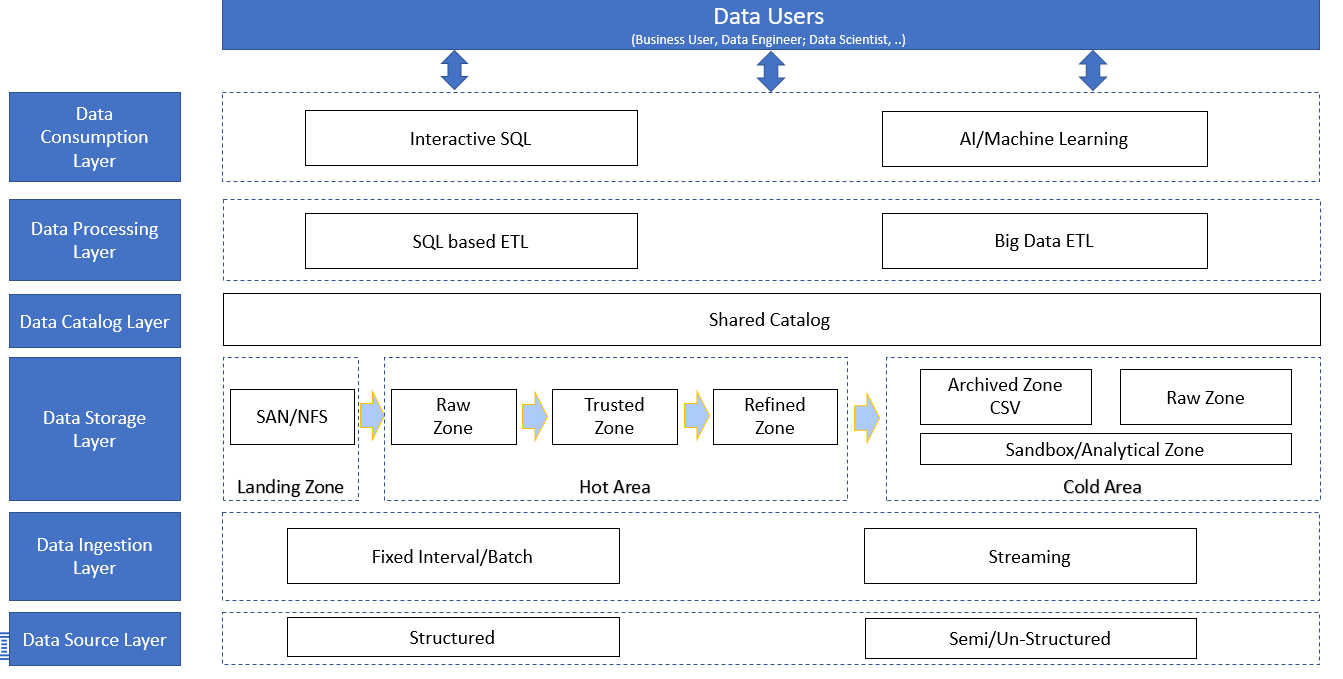 Data Users
(Business User, Data Engineer; Data Scientist, ..)
Data
Consumption
Layer
Interactive SQL
AI/Machine Learning
Data Processing
Layer
SQL based ETL
Big Data ETL
Data Catalog Layer
Shared Catalog
Data Storage
Layer
SAN/NFS
Landing Zone
Raw
Zone
Trusted
Zone
Refined
Zone
Hot Area
Archived Zone
CSV
Raw Zone
Sandbox/Analytical Zone
Cold Area
Data Ingestion
Layer
Fixed Interval/Batch
Streaming
Data Source Layer
Structured
Semi/Un-Structured